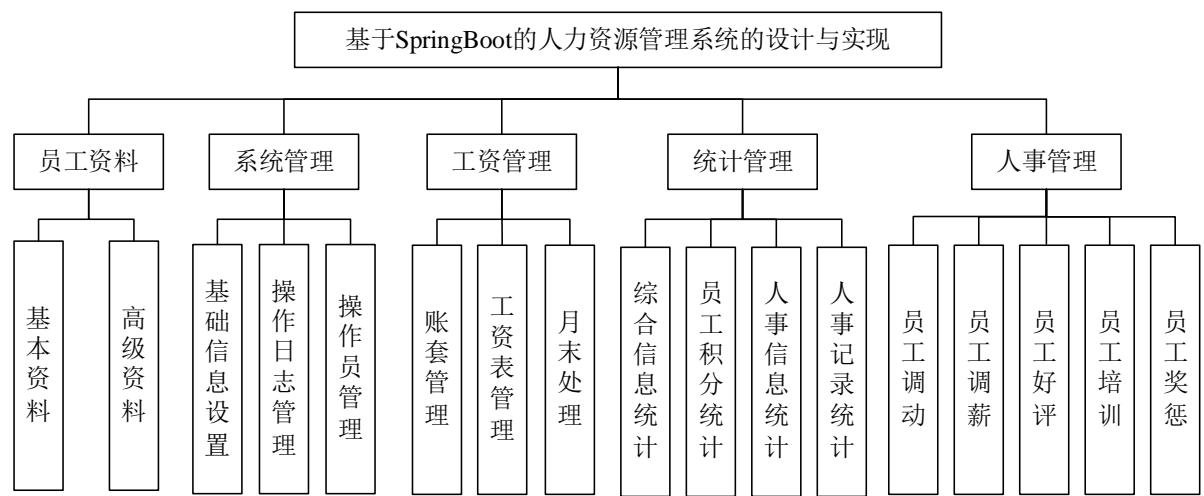 基于SpringBoot的人力资源管理系统的设计与实现
员工资料
系统管理
工资管理
统计管理
人事管理
基本资料
高级资料
基础信息设置
操作日志管理
操作员管理
账套管理
工资表管理
月末处理
综合信息统计
员工积分统计
人事信息统计
人事记录统计
员工调动
员工调薪
员工好评
员工培训
员工奖惩